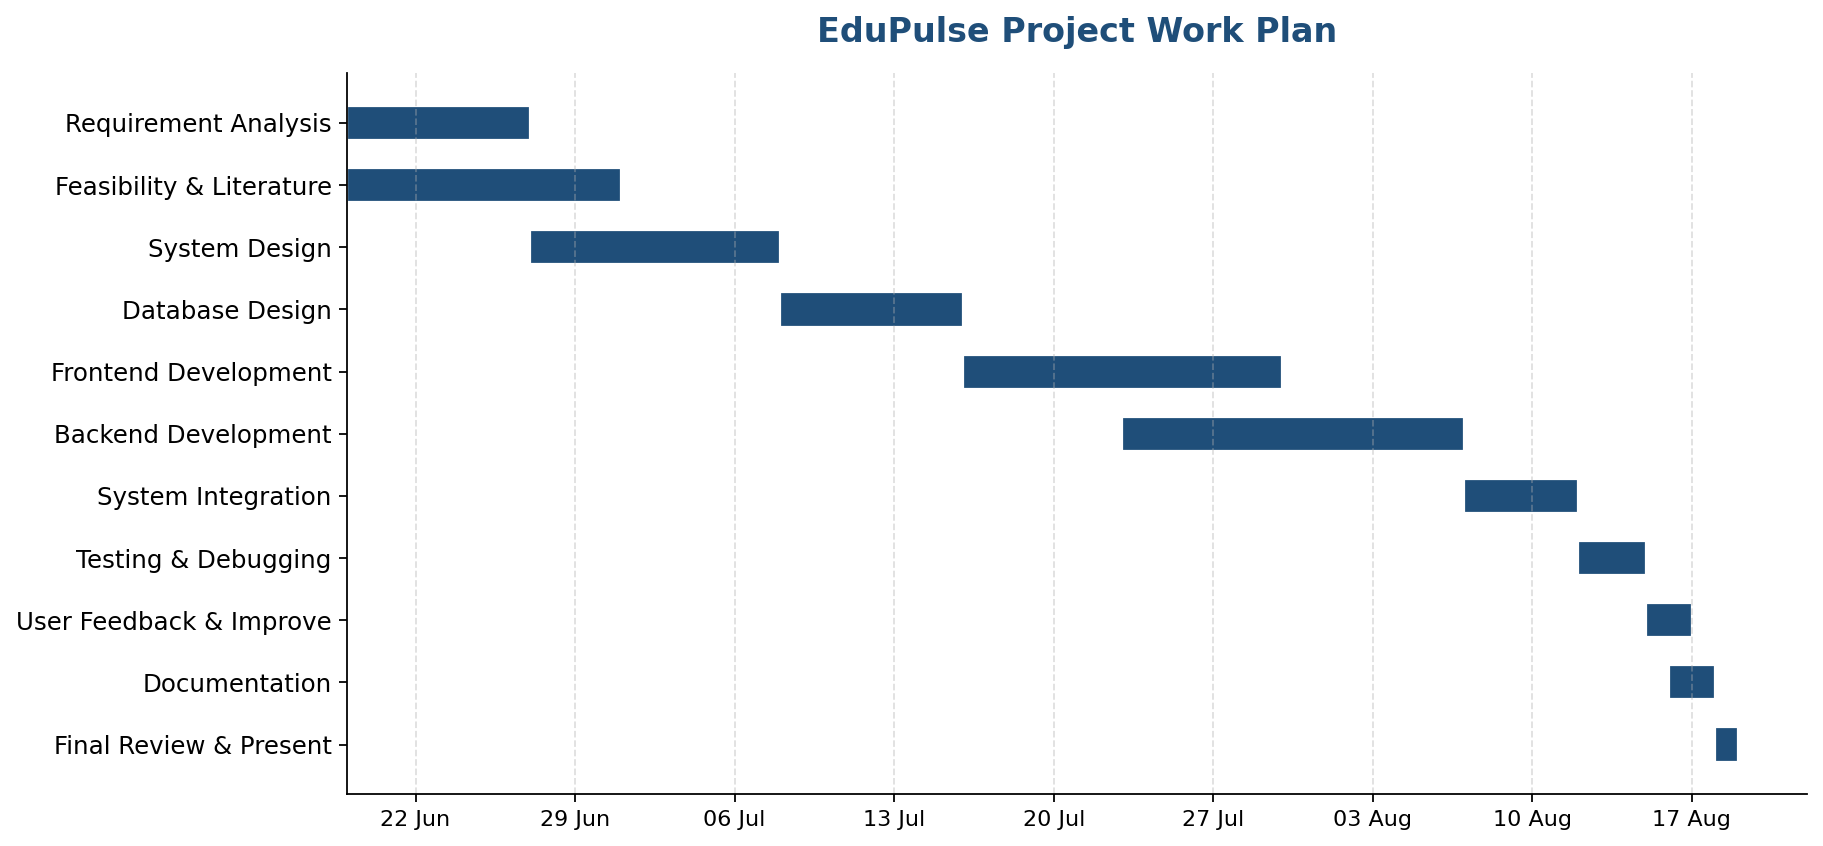 EduPulse Project Work Plan
Requirement Analysis
Feasibility & Literature
System Design
Database Design
Frontend Development
Backend Development
System Integration
Testing & Debugging
User Feedback & Improve
Documentation
Final Review & Present
22 Jun 29 Jun 06 Jul 13 Jul 20 Jul 27 Jul 03 Aug 10 Aug 17 Aug